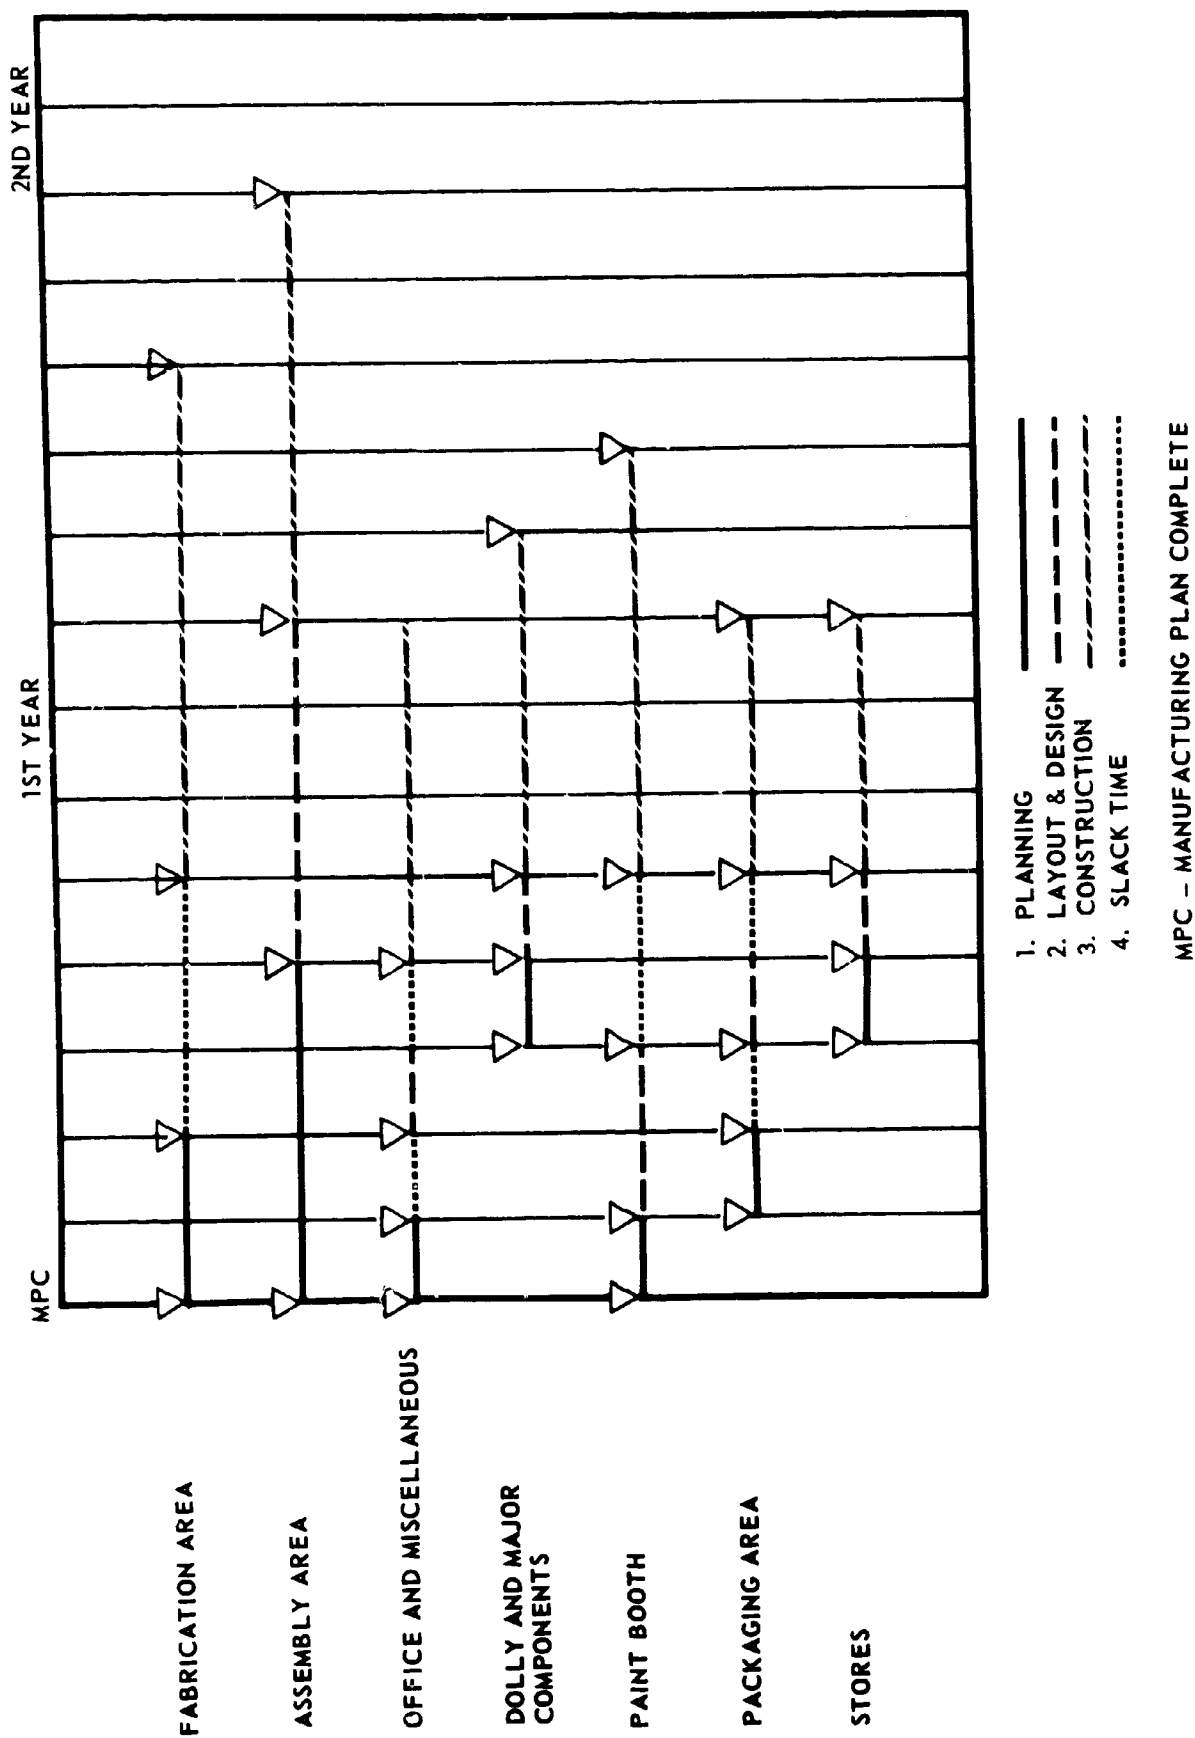 MPC
1ST YEAR
2ND YEAR
FABRICATION AREA
ASSEMBLY AREA
OFFICE AND MISCELLANEOUS
DOLLY AND MAJOR
COMPONENTS
PAINT BOOTH
PACKAGING AREA
STORES
1. PLANNING
2. LAYOUT & DESIGN
3. CONSTRUCTION
4. SLACK TIME
MPC – MANUFACTURING PLAN COMPLETE